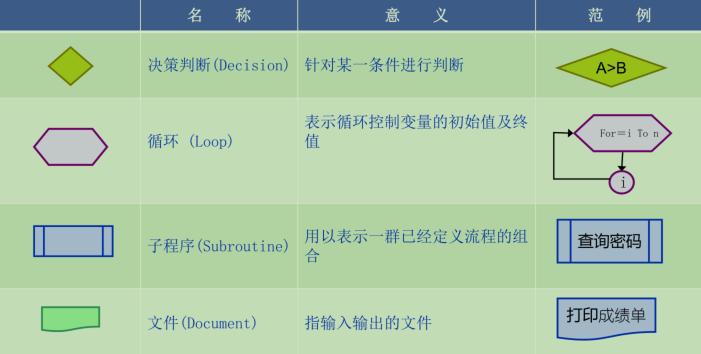 名 称 意 义 范 例
决策判断(Decision) 针对某一条件进行判断 A>B
循环 (Loop) 表示循环控制变量的初始值及终
值
For=i To n
i
子程序(Subroutine) 用以表示一群已经定义流程的组
合
查询密码
文件(Document) 指输入输出的文件 打印成绩单